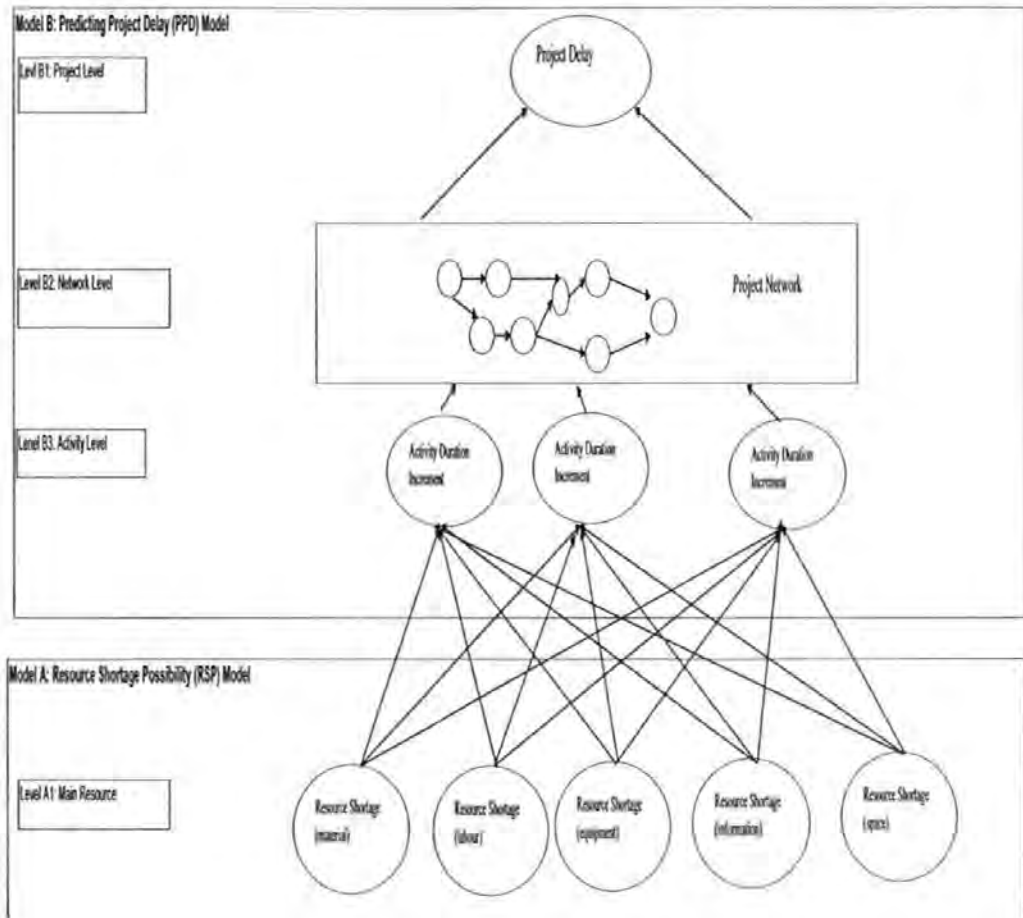 Model B: Predicting Project Delay (PPD) Model
Levl B1: Project Level
Project Delay
Level B2: Network Level
Project Network
Lenel B3. Activity Level
Activity Duration
Increment
Activity Duration
Increment
Activity Duration
Increment
Model A: Resource Shortage Possibility (RSP) Model
Level A1: Main Resource
Resource Shortage
(material)
Resource Shortage
(labour)
Resource Shortage
(equipment)
Resource Shortage
(information)
Resource Shortage
(space)